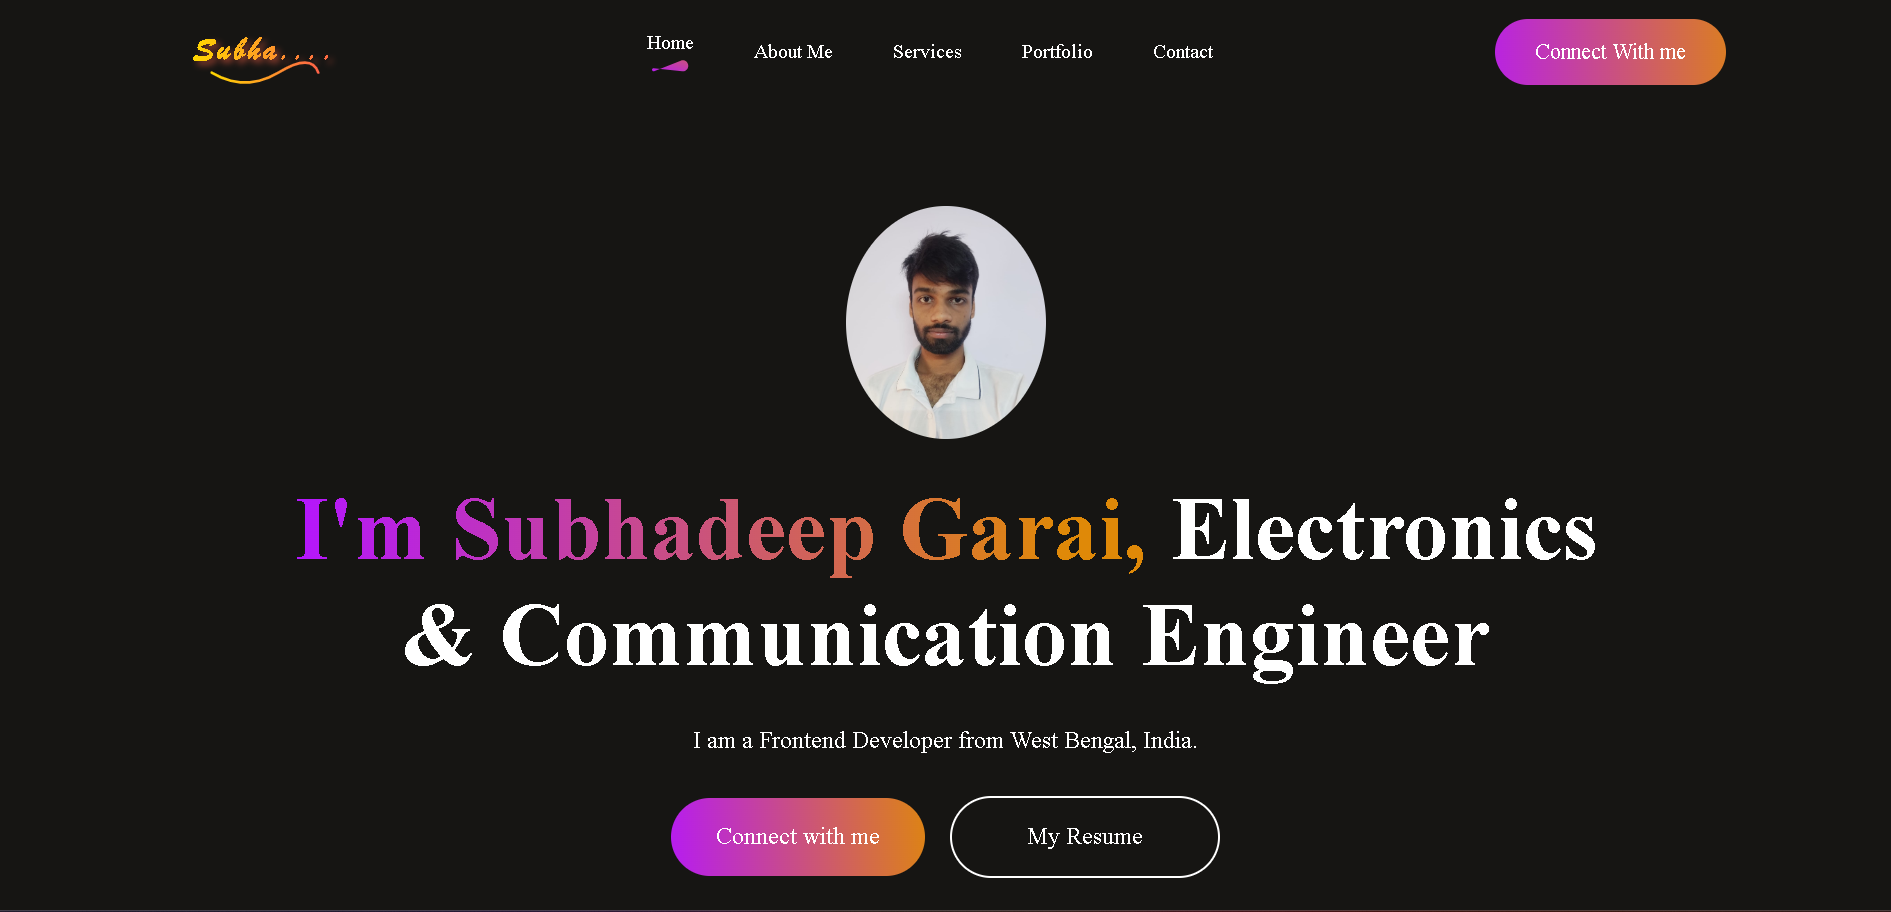 Subha....
Home
About Me
Services
Portfolio
Contact
Connect With me
I'm Subhadeep Garai, Electronics
& Communication Engineer
I am a Frontend Developer from West Bengal, India.
Connect with me
My Resume